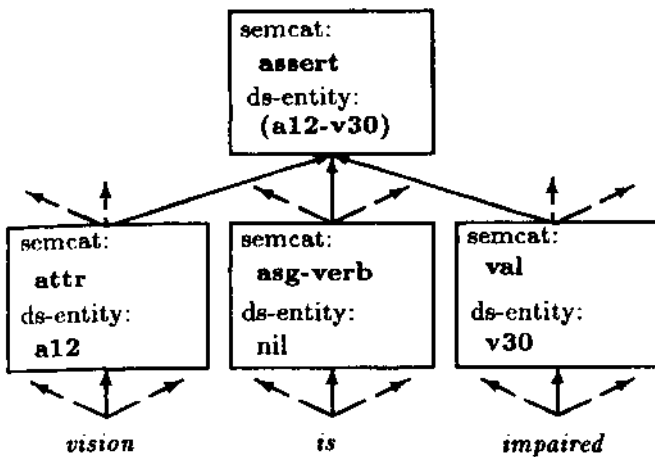 semcat:
assert
ds-entity:
(a12-v30)
semcat:
attr
ds-entity:
a12
semcat:
asg-verb
ds-entity:
nil
semcat:
val
ds-entity:
v30
vision
is
impaired